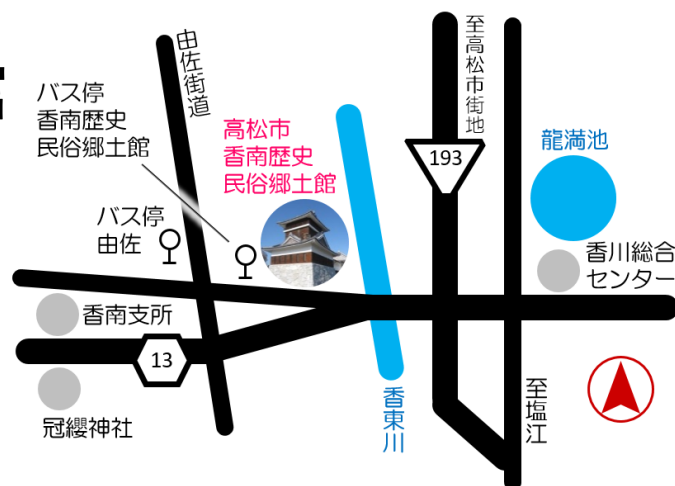 由佐街道
バス停
香南歴史
民俗郷土館
高松市
香南歴史
民俗郷土館
バス停
由佐
至高松市街地
193
龍満池
香川総合
センター
香南支所
13
冠纓神社
香東川
至塩江